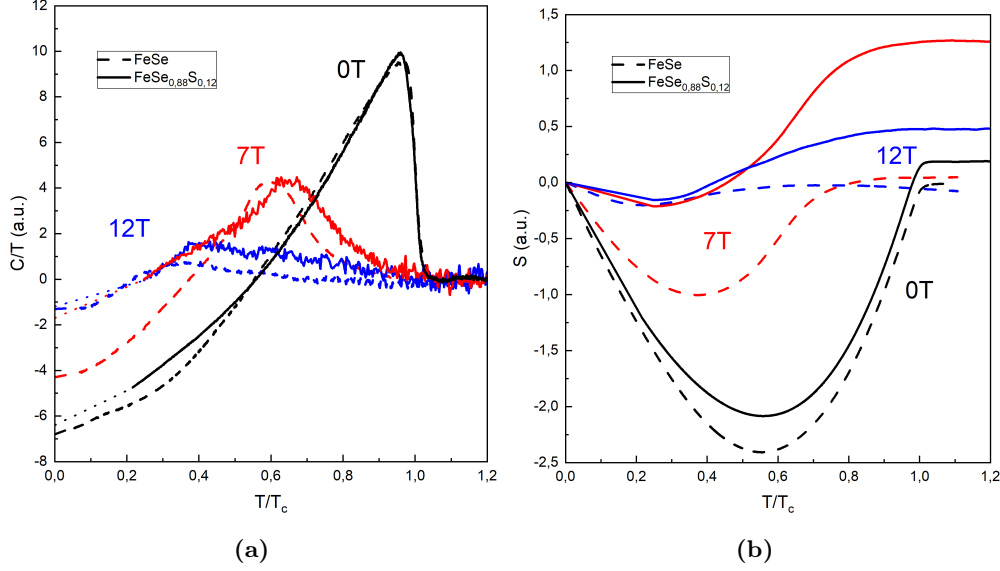 12
10
8
6
4
2
0
-2
-4
-6
-8
C/T (a.u.)
FeSe
FeSe0,88S0,12
0T
7T
12T
0,0 0,2 0,4 0,6 0,8 1,0 1,2
T/Tc
(a)
1,5
1,0
0,5
0,0
-0,5
-1,0
-1,5
-2,0
-2,5
S (a.u.)
FeSe
FeSe0,88S0,12
12T
7T
0T
0,0 0,2 0,4 0,6 0,8 1,0 1,2
T/Tc
(b)